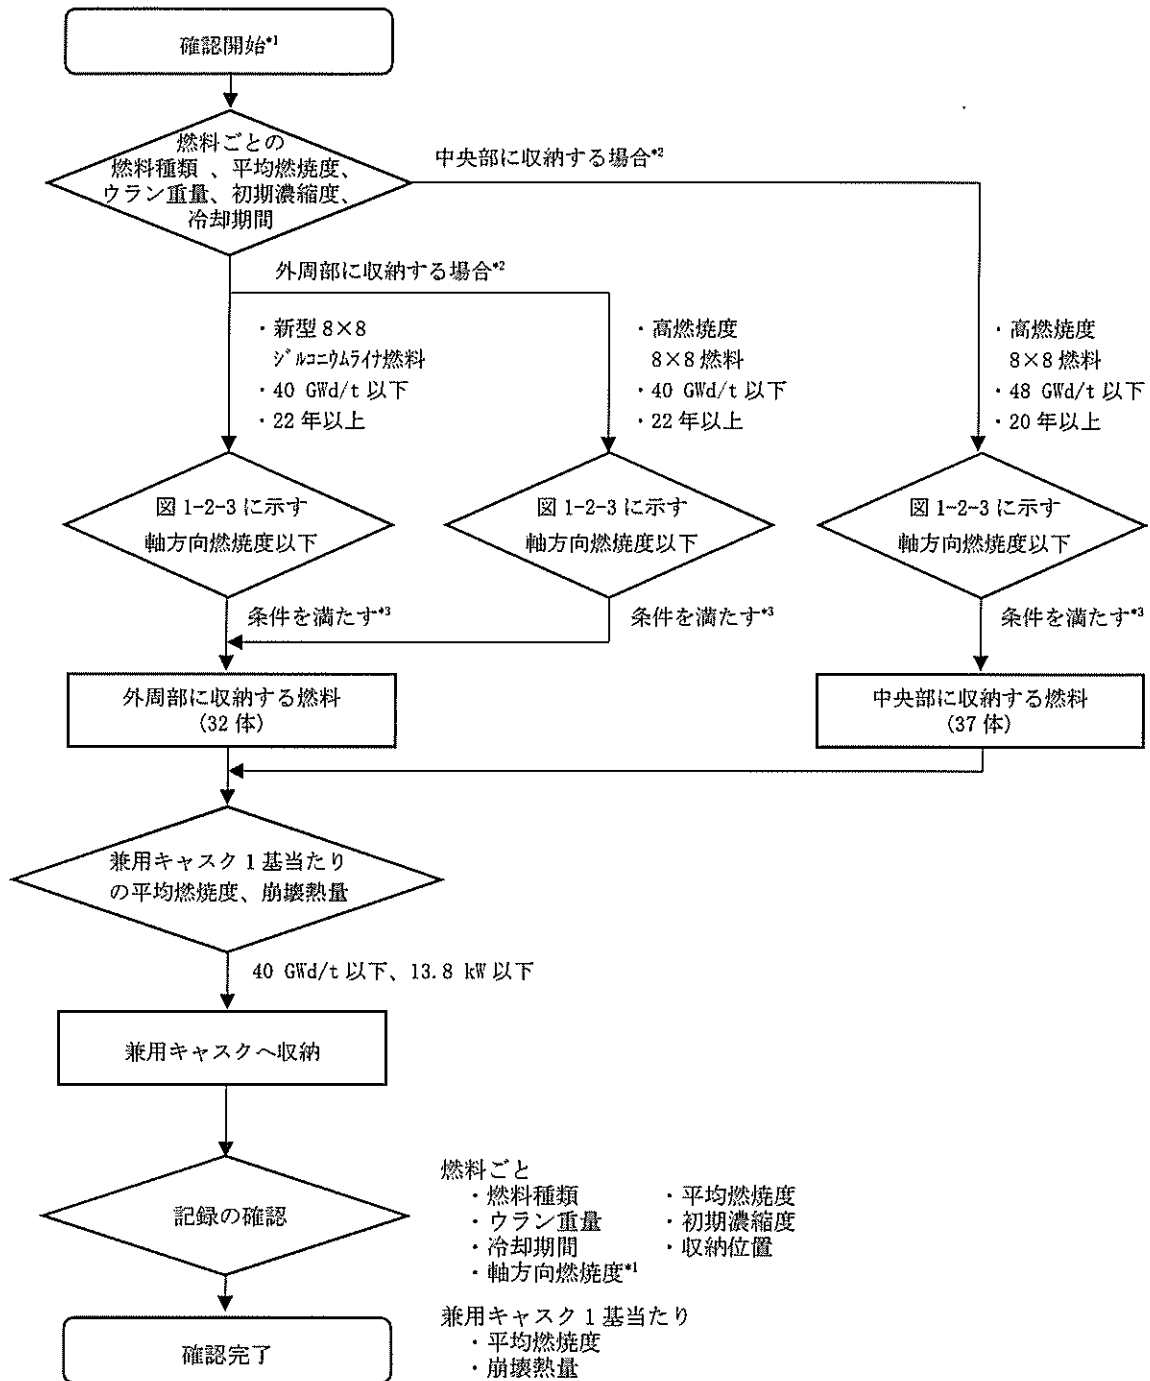 確認開始*1
燃料ごとの
燃料種類 、平均燃焼度、
ウラン重量、初期濃縮度、
冷却期間
中央部に収納する場合*2
外周部に収納する場合*2
・新型 8×8
ジルコニウムライナ燃料
・40 GWd/t 以下
・22 年以上
・高燃焼度
8×8 燃料
・40 GWd/t 以下
・22 年以上
・高燃焼度
8×8 燃料
・48 GWd/t 以下
・20 年以上
図 1-2-3 に示す
軸方向燃焼度以下
図 1-2-3 に示す
軸方向燃焼度以下
図 1-2-3 に示す
軸方向燃焼度以下
条件を満たす*3
条件を満たす*3
条件を満たす*3
外周部に収納する燃料
(32 体)
中央部に収納する燃料
(37 体)
兼用キャスク 1 基当たり
の平均燃焼度、崩壊熱量
40 GWd/t 以下、13.8 kW 以下
兼用キャスクへ収納
記録の確認
燃料ごと
・燃料種類 ・平均燃焼度
・ウラン重量 ・初期濃縮度
・冷却期間 ・収納位置
・軸方向燃焼度*1
兼用キャスク 1 基当たり
・平均燃焼度
・崩壊熱量
確認完了